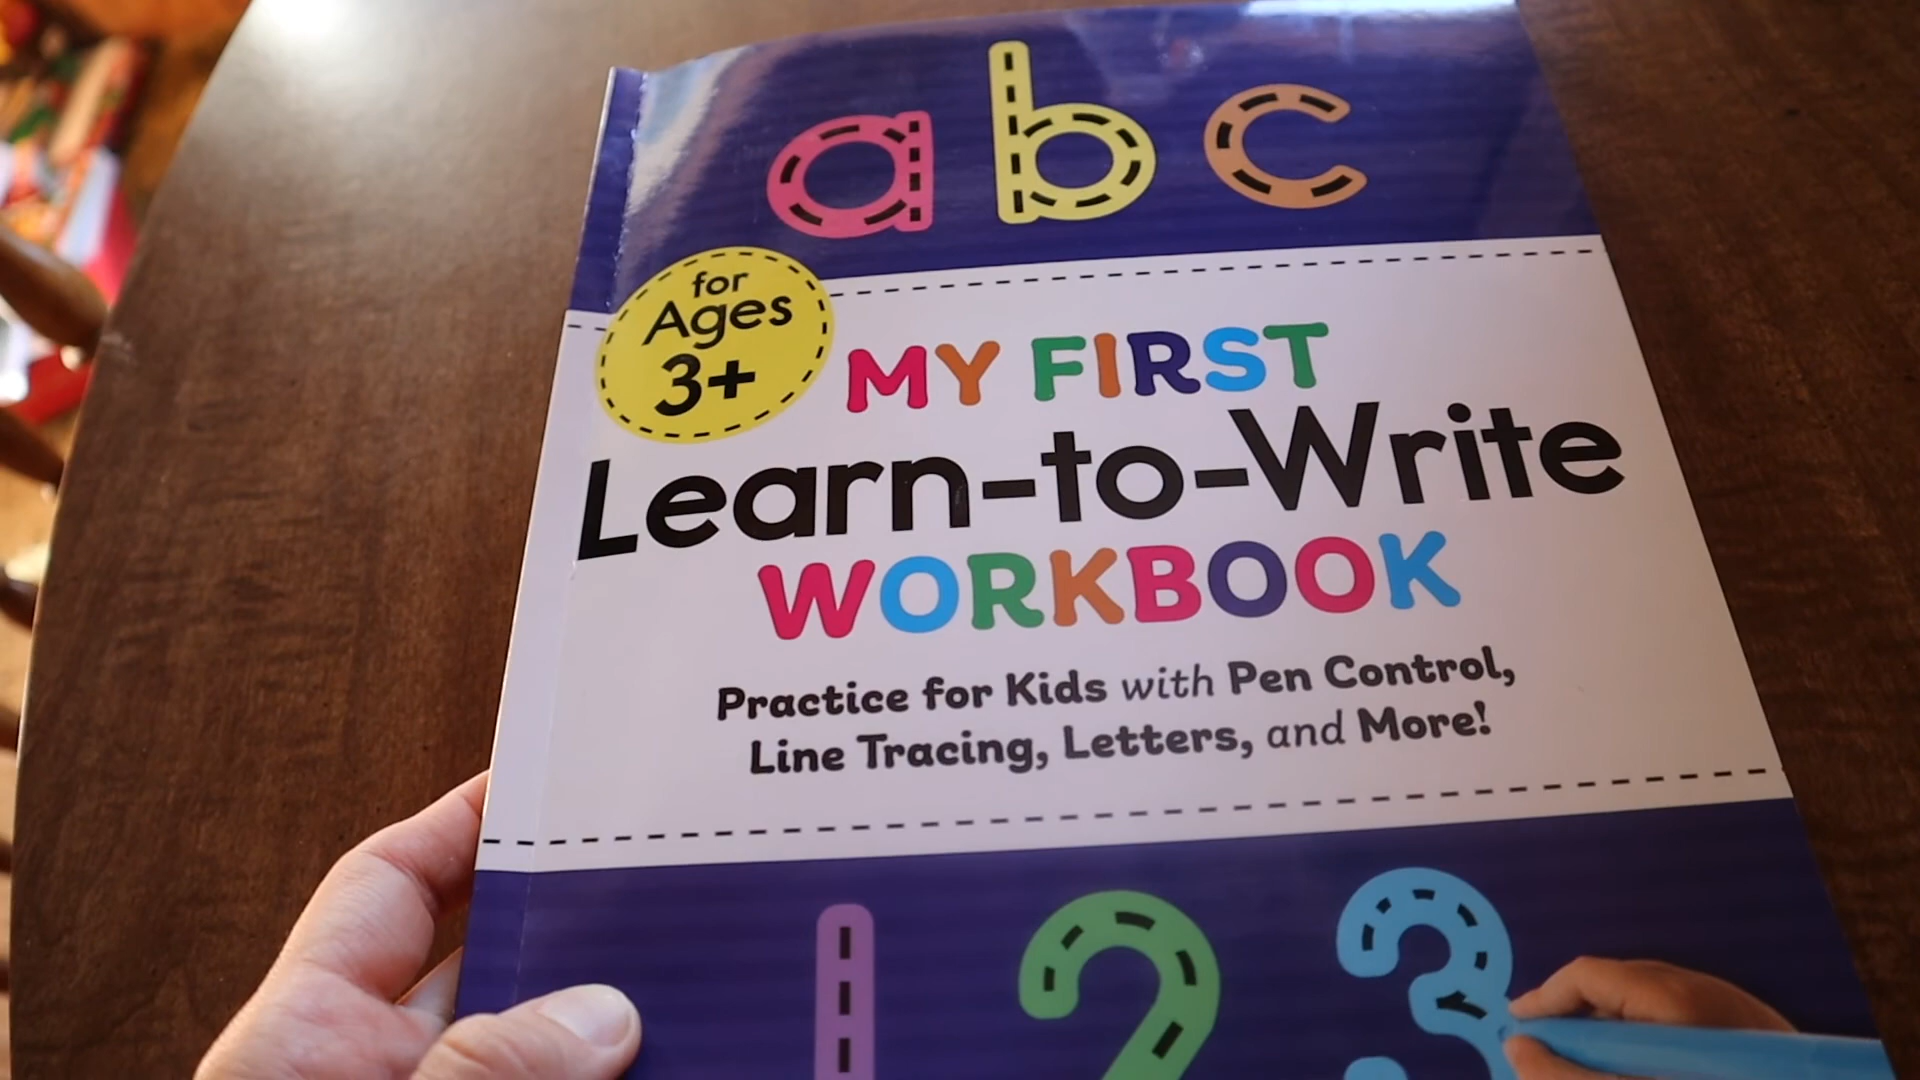 abc
for
Ages
3+
MY FIRST
Learn-to-Write
WORKBOOK
Practice for Kids with Pen Control,
Line Tracing, Letters, and More!
123